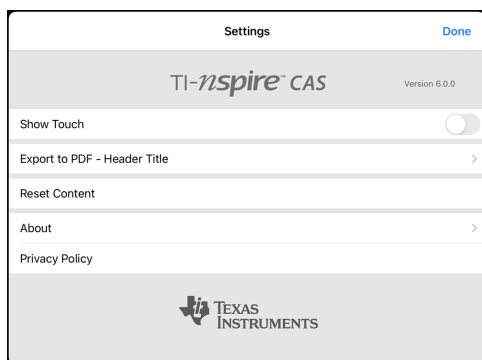 Settings
Done
TI-nspire™ CAS
Version 6.0.0
Show Touch
Export to PDF - Header Title
Reset Content
About
Privacy Policy
TEXAS
INSTRUMENTS